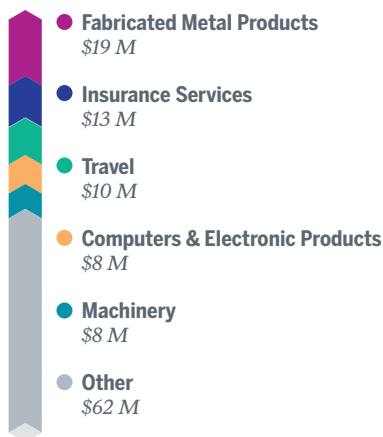 Fabricated Metal Products
$19 M
Insurance Services
$13 M
Travel
$10 M
Computers & Electronic Products
$8 M
Machinery
$8 M
Other
$62 M